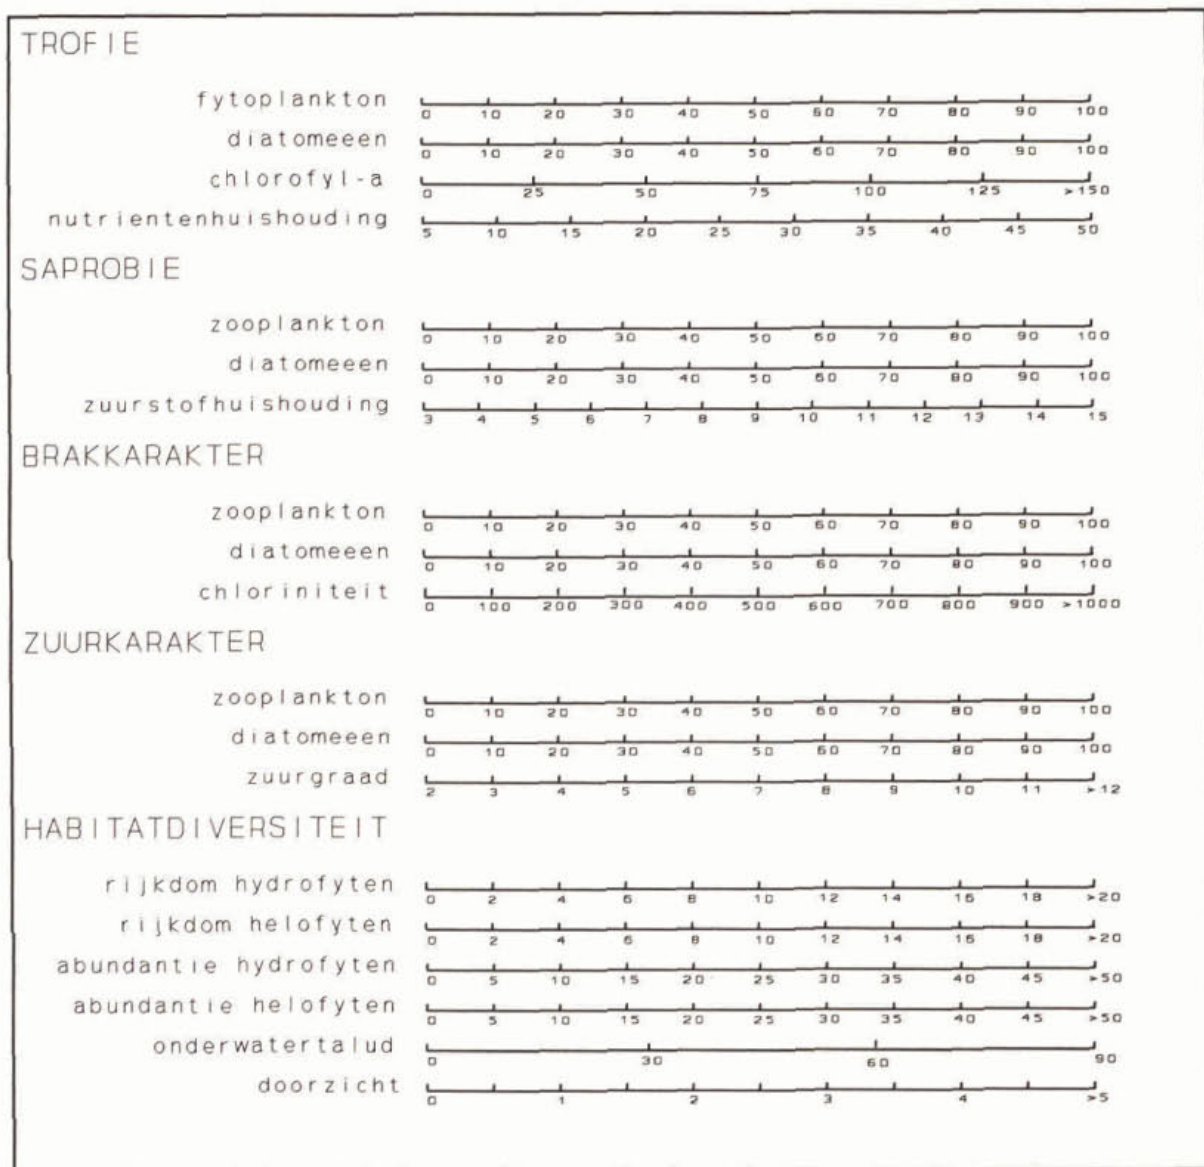 TROFIE
fytoplankton
0 10 20 30 40 50 60 70 80 90 100
diatomeeen
0 10 20 30 40 50 60 70 80 90 100
chlorofyl-a
0 25 50 75 100 125 >150
nutrientenhuishouding
5 10 15 20 25 30 35 40 45 50
SAPROBIE
zooplankton
0 10 20 30 40 50 60 70 80 90 100
diatomeeen
0 10 20 30 40 50 60 70 80 90 100
zuurstofhuishouding
3 4 5 6 7 8 9 10 11 12 13 14 15
BRAKKARAKTER
zooplankton
0 10 20 30 40 50 60 70 80 90 100
diatomeeen
0 10 20 30 40 50 60 70 80 90 100
chloriniteit
0 100 200 300 400 500 600 700 800 900 >1000
ZUURKARAKTER
zooplankton
0 10 20 30 40 50 60 70 80 90 100
diatomeeen
0 10 20 30 40 50 60 70 80 90 100
zuurgraad
2 3 4 5 6 7 8 9 10 11 >12
HABITATDIVERSITEIT
rijkdom hydrofyten
0 2 4 6 8 10 12 14 16 18 >20
rijkdom helofyten
0 2 4 6 8 10 12 14 16 18 >20
abundantie hydrofyten
0 5 10 15 20 25 30 35 40 45 >50
abundantie helofyten
0 5 10 15 20 25 30 35 40 45 >50
onderwatertalud
0 30 60 90
doorzicht
0 1 2 3 4 >5